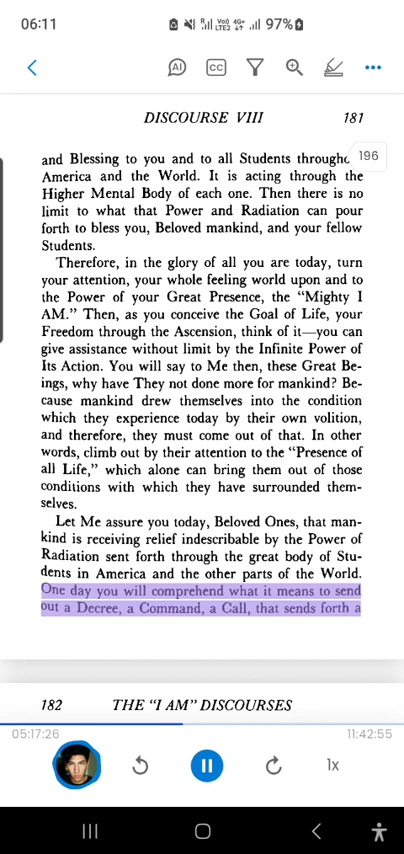 06:11
97%
AI CC
DISCOURSE VIII 181
196
and Blessing to you and to all Students througho
America and the World. It is acting through the
Higher Mental Body of each one. Then there is no
limit to what that Power and Radiation can pour
forth to bless you, Beloved mankind, and your fellow
Students.
Therefore, in the glory of all you are today, turn
your attention, your whole feeling world upon and to
the Power of your Great Presence, the “Mighty I
AM.” Then, as you conceive the Goal of Life, your
Freedom through the Ascension, think of it—you can
give assistance without limit by the Infinite Power of
Its Action. You will say to Me then, these Great Be-
ings, why have They not done more for mankind? Be-
cause mankind drew themselves into the condition
which they experience today by their own volition,
and therefore, they must come out of that. In other
words, climb out by their attention to the “Presence of
all Life,” which alone can bring them out of those
conditions with which they have surrounded them-
selves.
Let Me assure you today, Beloved Ones, that man-
kind is receiving relief indescribable by the Power of
Radiation sent forth through the great body of Stu-
dents in America and the other parts of the World.
One day you will comprehend what it means to send
out a Decree, a Command, a Call, that sends forth a
182 THE “I AM” DISCOURSES
05:17:26 11:42:55
1x